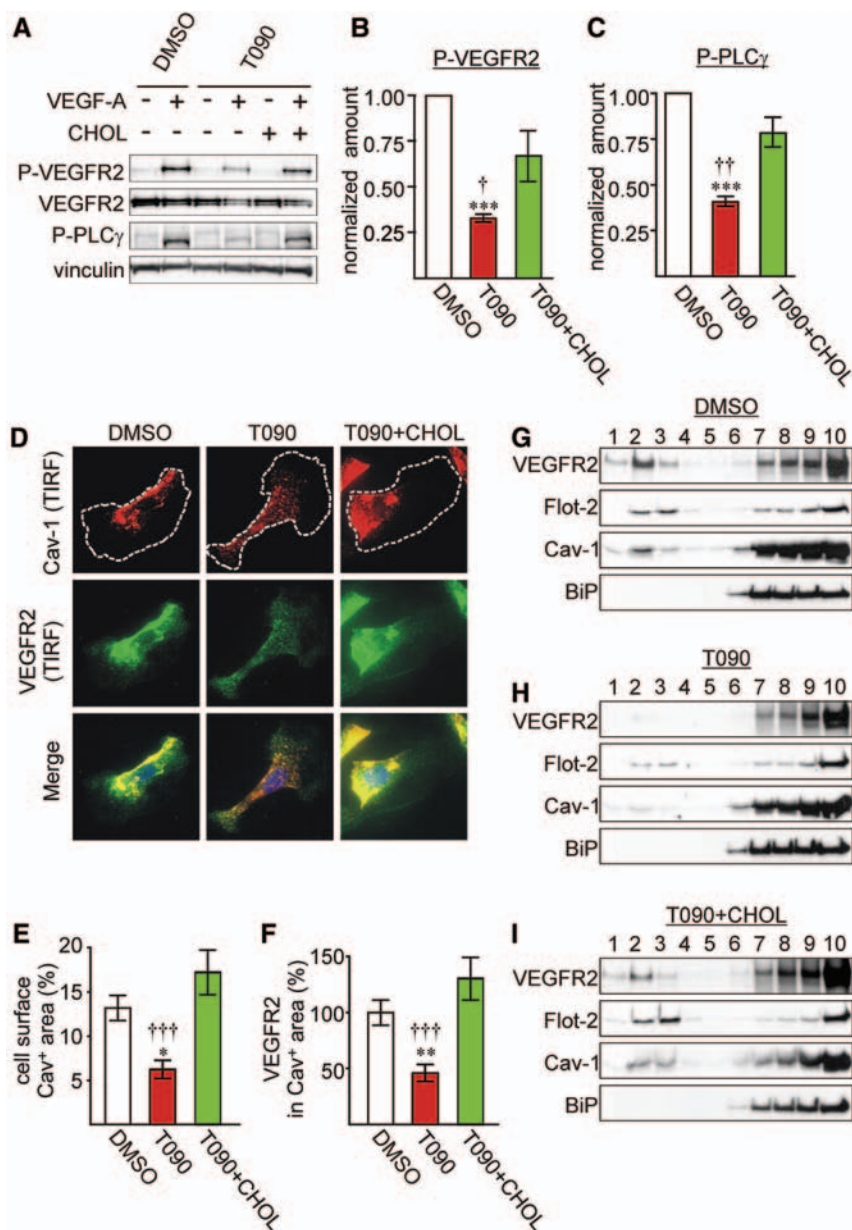 A
DMSO T090
VEGF-A - + - + - +
CHOL - - - - + +
P-VEGFR2
VEGFR2
P-PLCγ
vinculin
B
P-VEGFR2
normalized amount
1.00
0.75
0.50
0.25
†
***
DMSO
T090
T090+CHOL
C
P-PLCγ
normalized amount
1.00
0.75
0.50
0.25
††
***
DMSO
T090
T090+CHOL
D
DMSO T090 T090+CHOL
Cav-1 (TIRF)
VEGFR2 (TIRF)
Merge
E
cell surface
Cav⁺ area (%)
20
15
10
5
†††
*
DMSO
T090
T090+CHOL
F
VEGFR2
in Cav⁺ area (%)
150
100
50
†††
**
DMSO
T090
T090+CHOL
G
DMSO
1 2 3 4 5 6 7 8 9 10
VEGFR2
Flot-2
Cav-1
BiP
H
T090
1 2 3 4 5 6 7 8 9 10
VEGFR2
Flot-2
Cav-1
BiP
I
T090+CHOL
1 2 3 4 5 6 7 8 9 10
VEGFR2
Flot-2
Cav-1
BiP